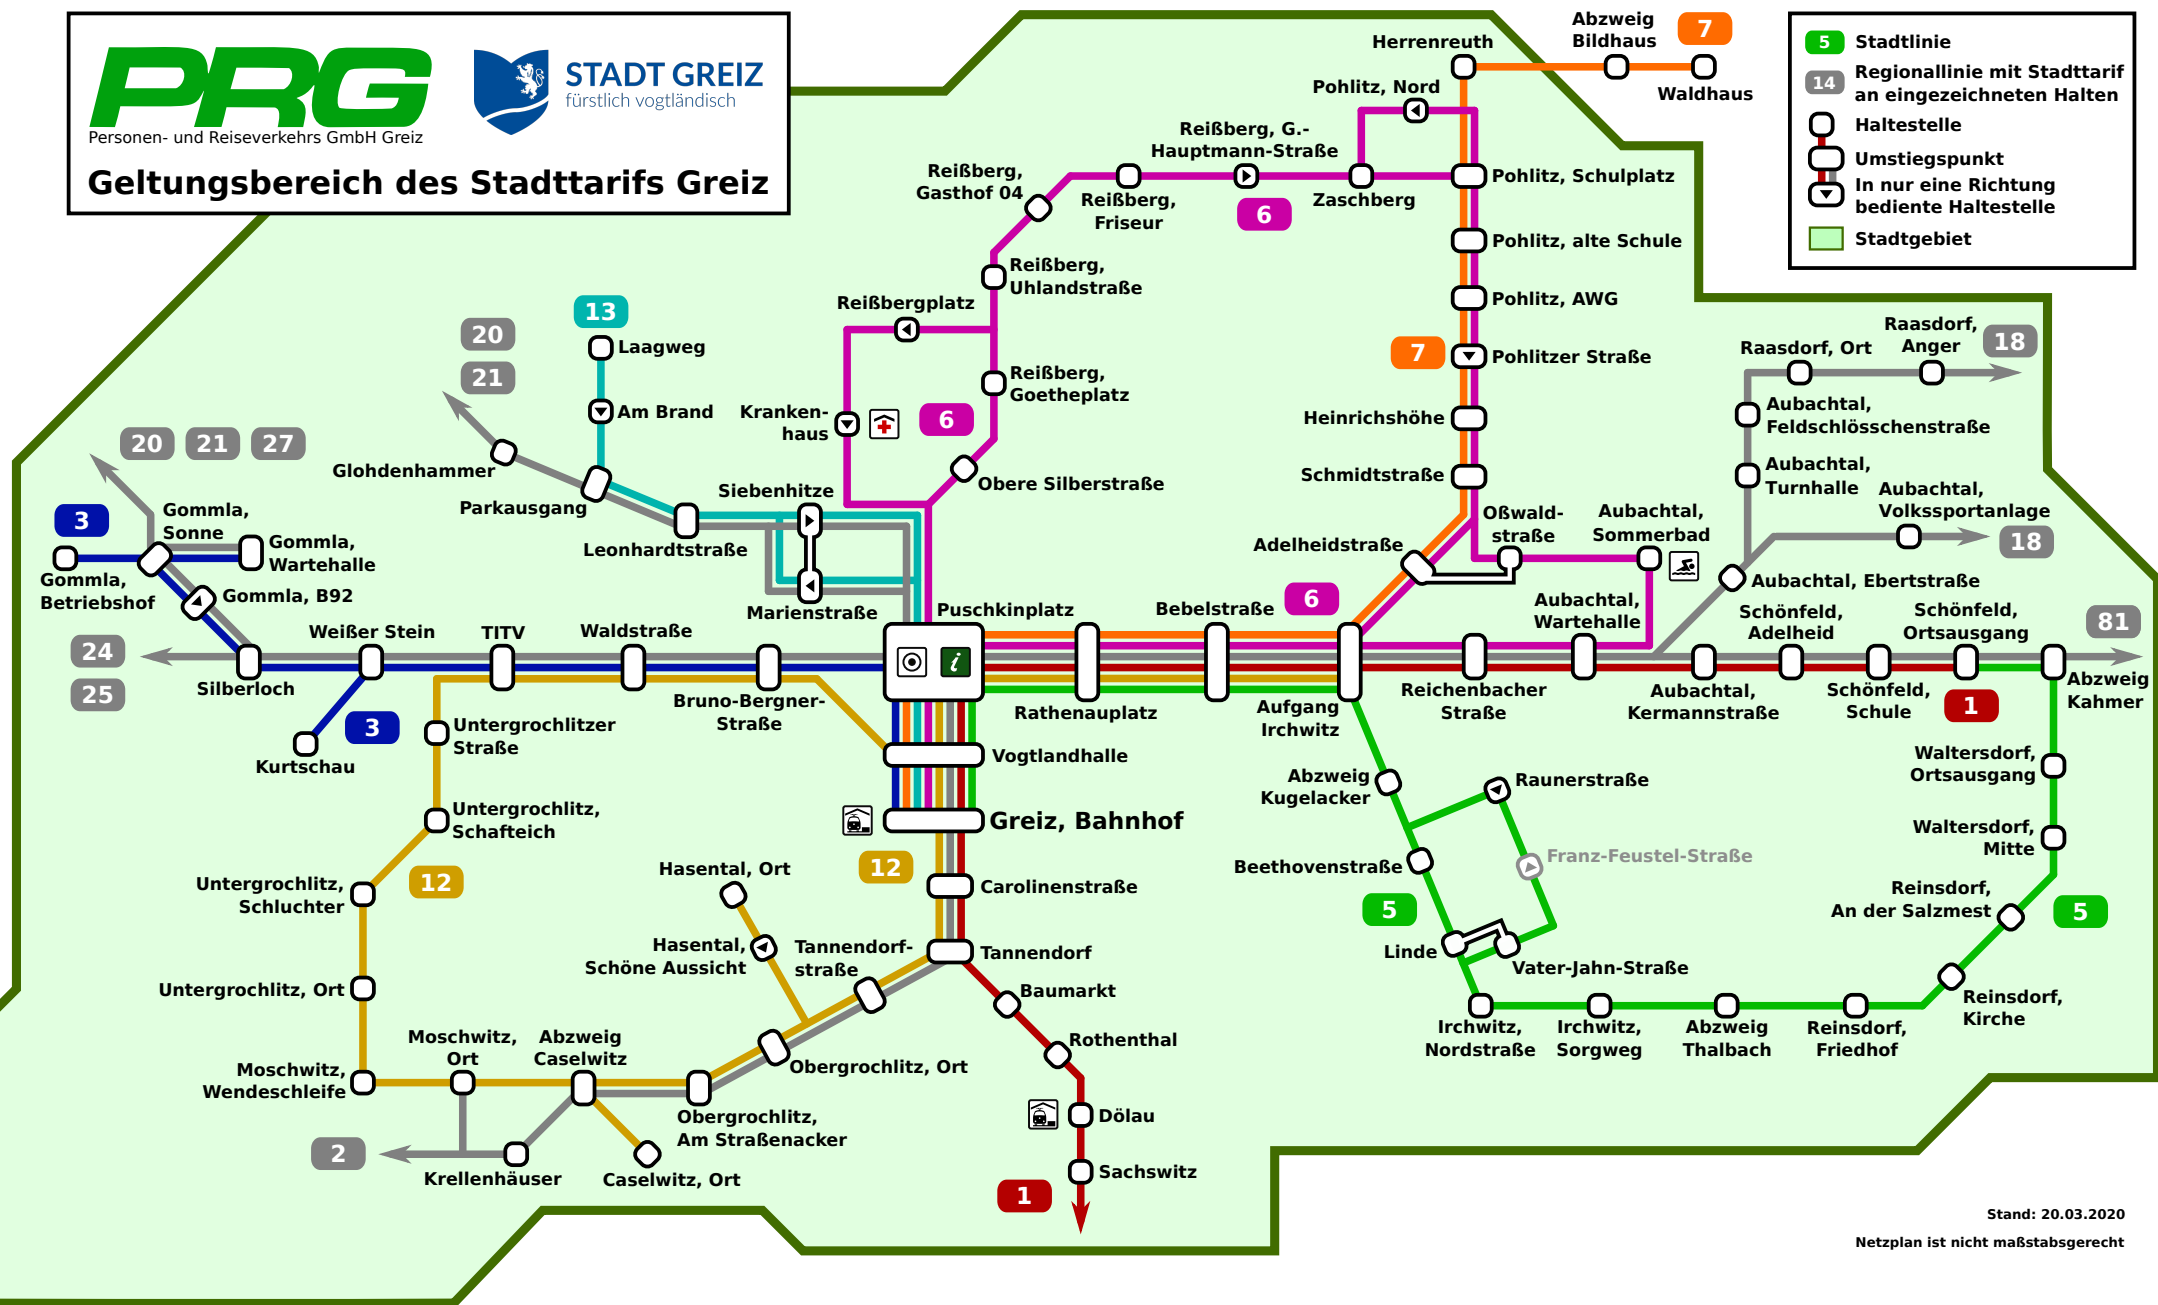 PRG
Personen- und Reiseverkehrs GmbH Greiz
STADT GREIZ
fürstlich vogtländisch
Geltungsbereich des Stadttarifs Greiz
5
Stadtlinie
14
Regionallinie mit Stadttarif
an eingezeichneten Halten
Haltestelle
Umstiegspunkt
In nur eine Richtung
bediente Haltestelle
Stadtgebiet
Abzweig
Bildhaus
7
Herrenreuth
Waldhaus
Pohlitz, Nord
Reißberg, G.-
Hauptmann-Straße
Reißberg,
Gasthof 04
Reißberg,
Friseur
6
Zaschberg
Pohlitz, Schulplatz
Pohlitz, alte Schule
Reißberg,
Uhlandstraße
Reißbergplatz
Pohlitz, AWG
7
Pohlitzer Straße
Reißberg,
Goetheplatz
Kranken-
haus
6
Obere Silberstraße
Heinrichshöhe
Schmidtstraße
20
21
13
Laagweg
Am Brand
Glohdenhammer
Parkausgang
Siebenhitze
Leonhardtstraße
Marienstraße
20
21
27
3
Gommla,
Sonne
Gommla,
Wartehalle
Gommla,
Betriebshof
Gommla, B92
24
25
Silberloch
Weißer Stein
TITV
Waldstraße
Bruno-Bergner-
Straße
3
Kurtschau
Puschkinplatz
i
Bebelstraße
Rathenauplatz
Aufgang
Irchwitz
6
Adelheidstraße
Oßwald-
straße
Aubachtal,
Sommerbad
Aubachtal,
Wartehalle
Reichenbacher
Straße
Raasdorf, Ort
Raasdorf,
Anger
18
Aubachtal,
Feldschlösschenstraße
Aubachtal,
Turnhalle
Aubachtal,
Volkssportanlage
18
Aubachtal, Ebertstraße
Schönfeld,
Adelheid
Schönfeld,
Ortsausgang
81
Aubachtal,
Kermannstraße
Schönfeld,
Schule
1
Abzweig
Kahmer
Untergrochlitzer
Straße
Vogtlandhalle
Greiz, Bahnhof
Untergrochlitz,
Schafteich
12
Untergrochlitz,
Schluchter
Untergrochlitz, Ort
Moschwitz,
Wendeschleife
Moschwitz,
Ort
Abzweig
Caselwitz
2
Krellenhäuser
Caselwitz, Ort
12
Carolinenstraße
Hasental, Ort
Hasental,
Schöne Aussicht
Tannendorf-
straße
Tannendorf
Obergrochlitz, Ort
Obergrochlitz,
Am Straßenacker
Baumarkt
Rothenthal
Dölau
Sachswitz
1
Abzweig
Kugelacker
Raunerstraße
Beethovenstraße
Franz-Feustel-Straße
5
Linde
Vater-Jahn-Straße
Irchwitz,
Nordstraße
Irchwitz,
Sorgweg
Abzweig
Thalbach
Reinsdorf,
Friedhof
Waltersdorf,
Ortsausgang
Waltersdorf,
Mitte
Reinsdorf,
An der Salzmest
5
Reinsdorf,
Kirche
Stand: 20.03.2020
Netzplan ist nicht maßstabsgerecht